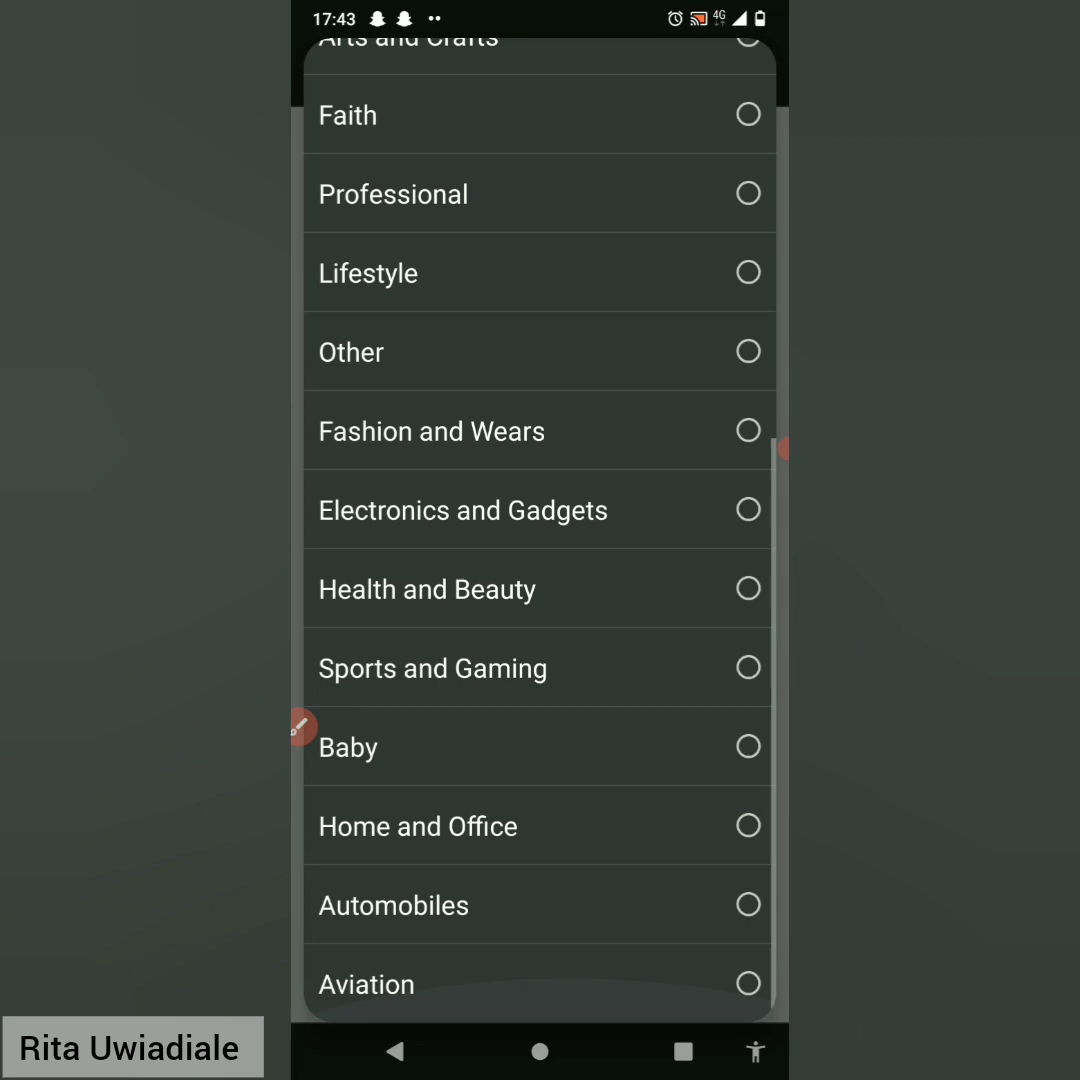 17:43
4G
Arts and Crafts
Faith
Professional
Lifestyle
Other
Fashion and Wears
Electronics and Gadgets
Health and Beauty
Sports and Gaming
Baby
Home and Office
Automobiles
Aviation
Rita Uwiadiale